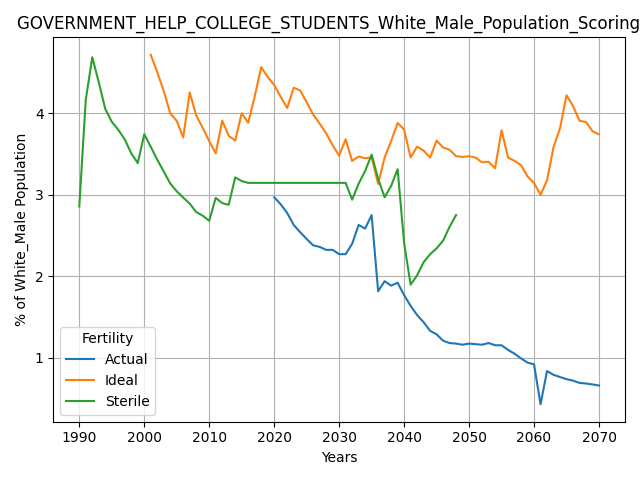 GOVERNMENT_HELP_COLLEGE_STUDENTS_White_Male_Population_Scoring
% of White_Male Population
4
3
2
1
Fertility
Actual
Ideal
Sterile
1990 2000 2010 2020 2030 2040 2050 2060 2070
Years